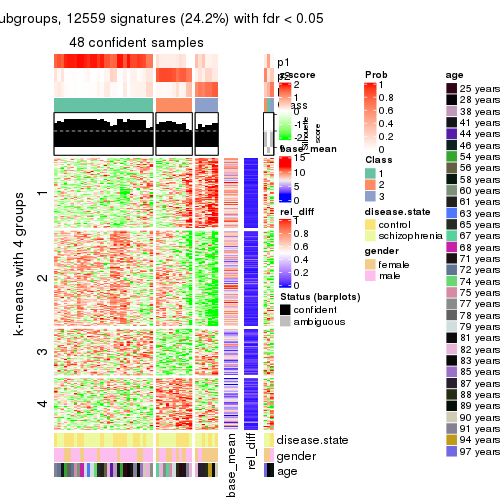 ubgroups, 12559 signatures (24.2%) with fdr < 0.05
48 confident samples
p1
p2
z-score
2
1
0
-1
-2
Silhouette
score
base_mean
15
10
5
0
rel_diff
1
0.8
0.6
0.4
0.2
0
Status (barplots)
confident
ambiguous
Prob
1
0.8
0.6
0.4
0.2
0
Class
1
2
3
disease.state
control
schizophrenia
gender
female
male
age
25 years
28 years
38 years
41 years
44 years
46 years
54 years
56 years
58 years
60 years
61 years
63 years
65 years
67 years
68 years
71 years
72 years
74 years
75 years
77 years
78 years
79 years
81 years
82 years
83 years
85 years
87 years
88 years
89 years
90 years
91 years
94 years
97 years
k-means with 4 groups
1
2
3
4
disease.state
gender
age
base_mean
rel_diff